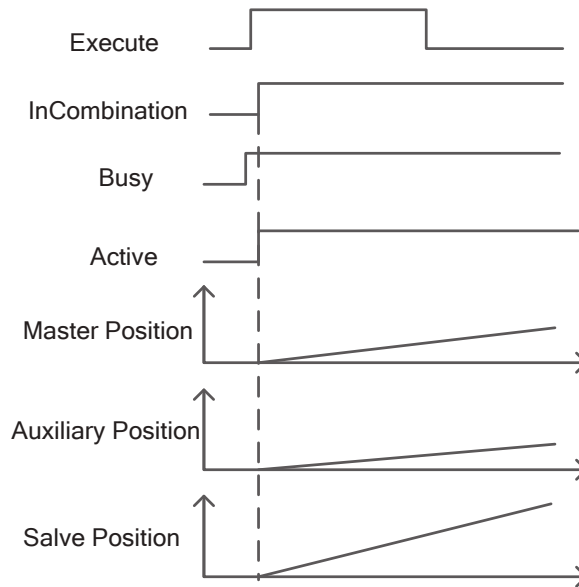 Execute
InCombination
Busy
Active
Master Position
Auxiliary Position
Salve Position